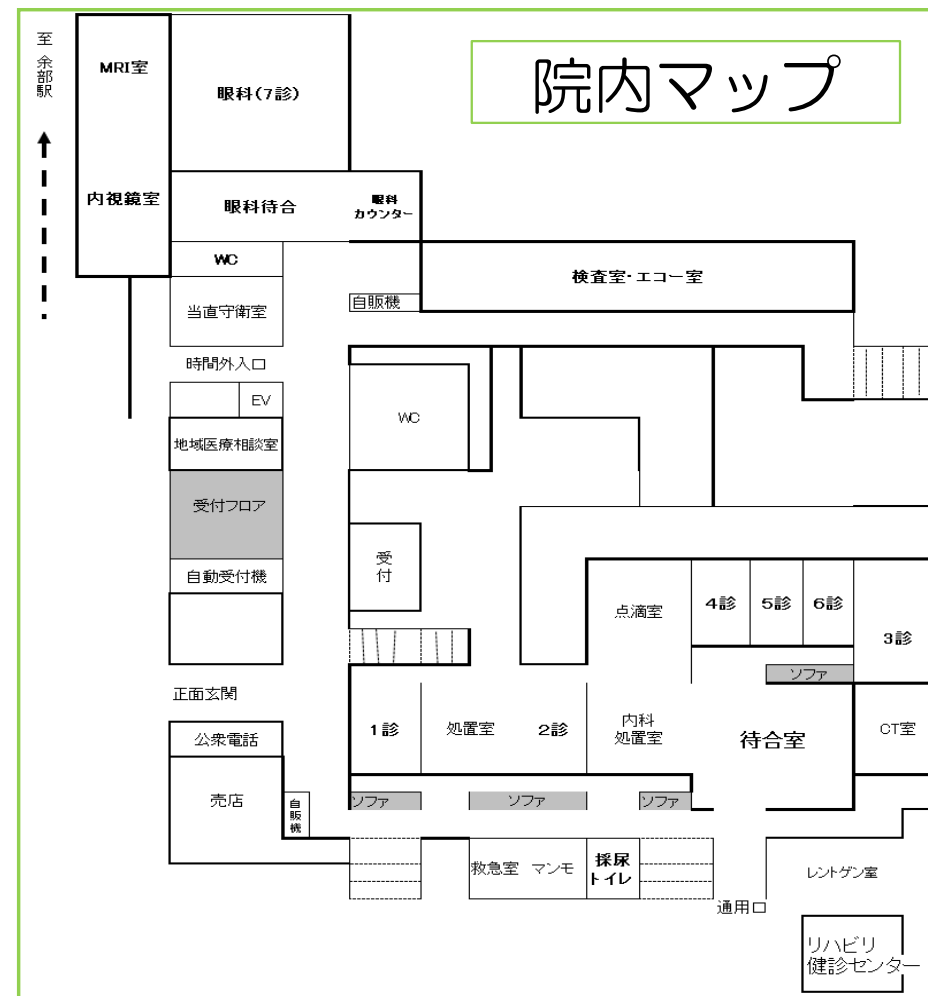 至 余部駅
院内マップ
MRI室
眼科(7診)
内視鏡室
眼科待合
眼科
カウンター
WC
検査室・エコー室
当直守衛室
自販機
時間外入口
EV
WC
地域医療相談室
受付フロア
受付
自動受付機
点滴室
4診
5診
6診
3診
ソファ
正面玄関
1診
処置室
2診
内科
処置室
待合室
CT室
公衆電話
売店
自販機
ソファ
ソファ
ソファ
救急室
マンモ
採尿
トイレ
レントゲン室
通用口
リハビリ
健診センター